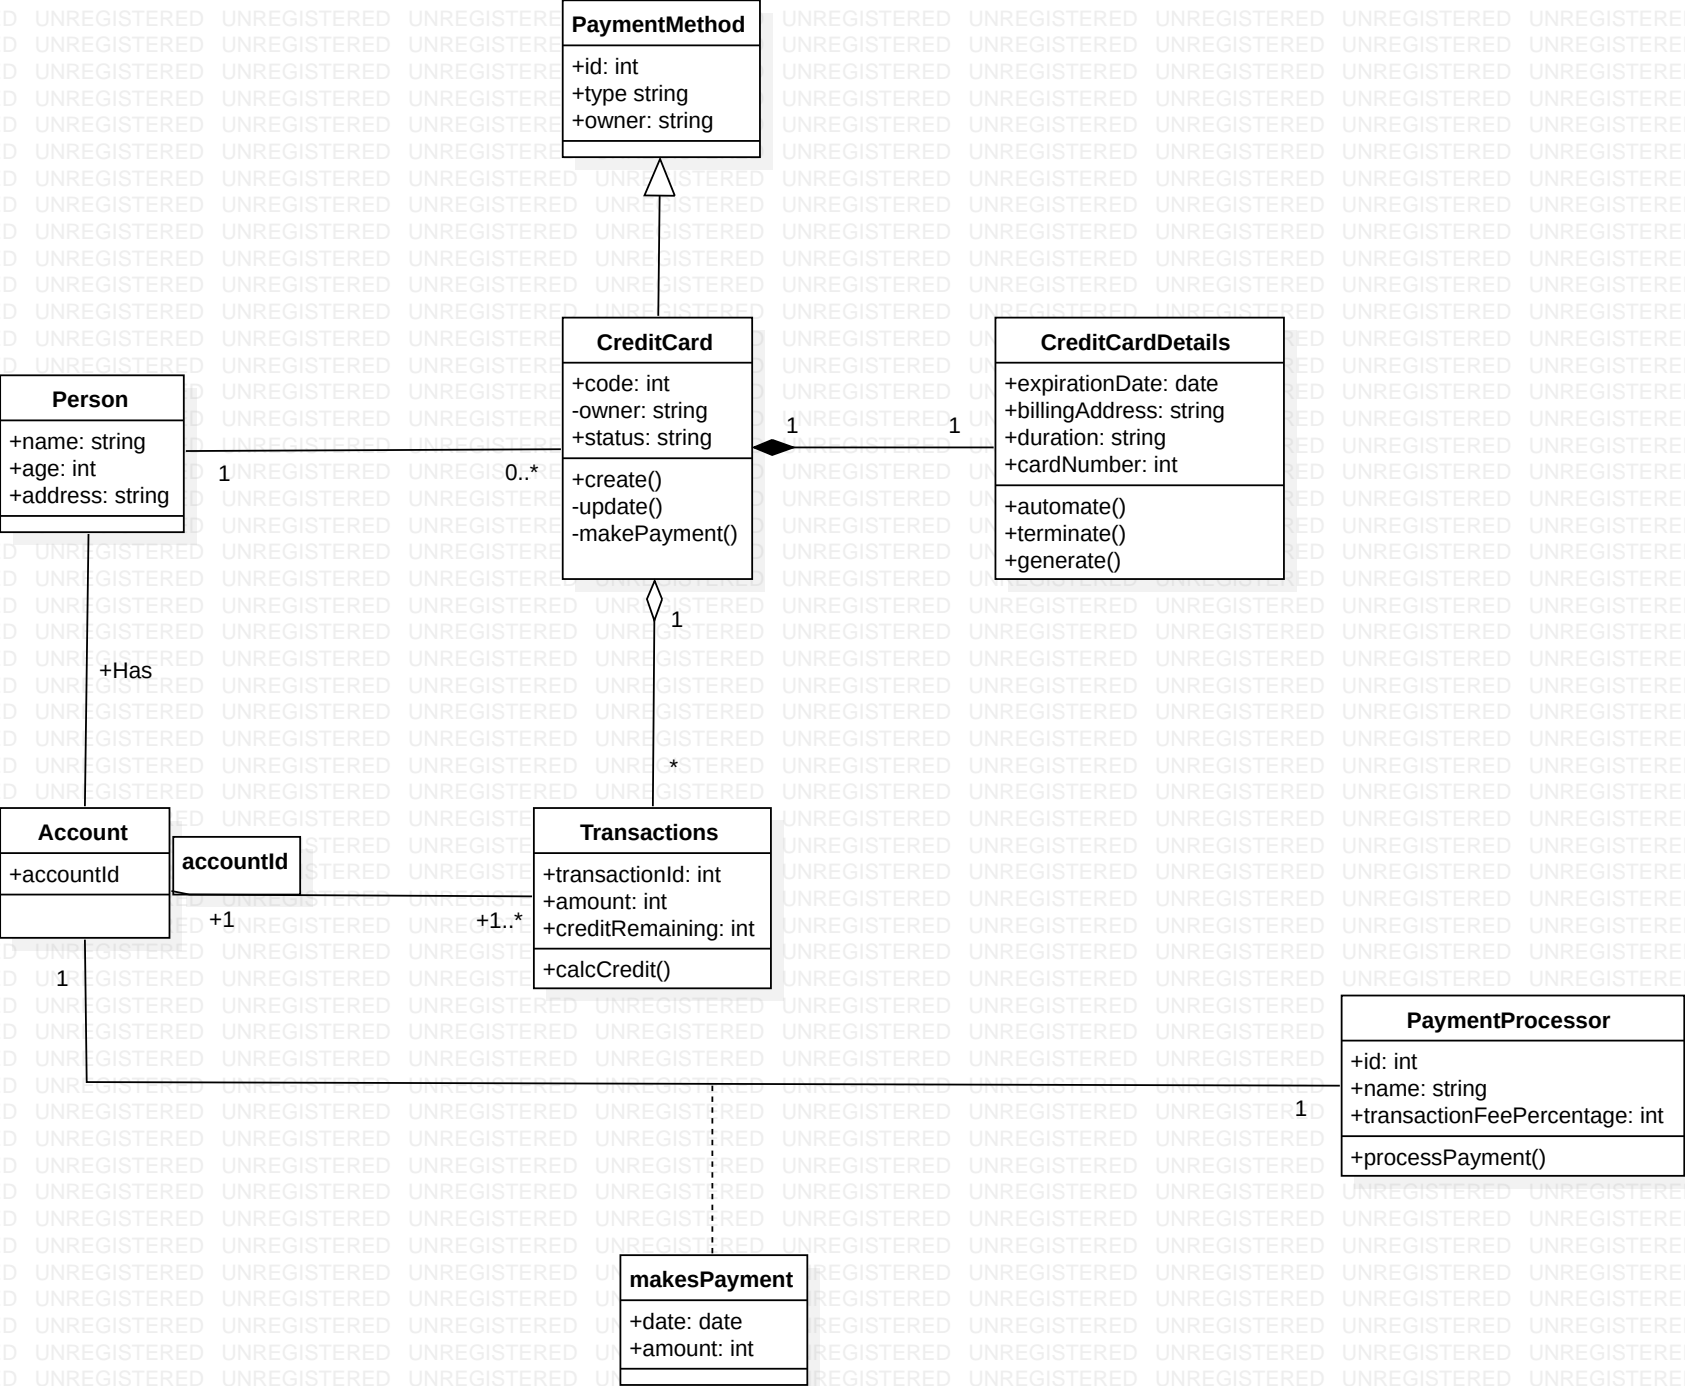 PaymentMethod
+id: int
+type string
+owner: string
CreditCard
+code: int
-owner: string
+status: string
+create()
-update()
-makePayment()
CreditCardDetails
+expirationDate: date
+billingAddress: string
+duration: string
+cardNumber: int
+automate()
+terminate()
+generate()
1
1
Person
+name: string
+age: int
+address: string
1
0..*
+Has
1
*
Account
+accountId
accountId
+1
+1..*
Transactions
+transactionId: int
+amount: int
+creditRemaining: int
+calcCredit()
1
1
PaymentProcessor
+id: int
+name: string
+transactionFeePercentage: int
+processPayment()
makesPayment
+date: date
+amount: int
UNREGISTERED